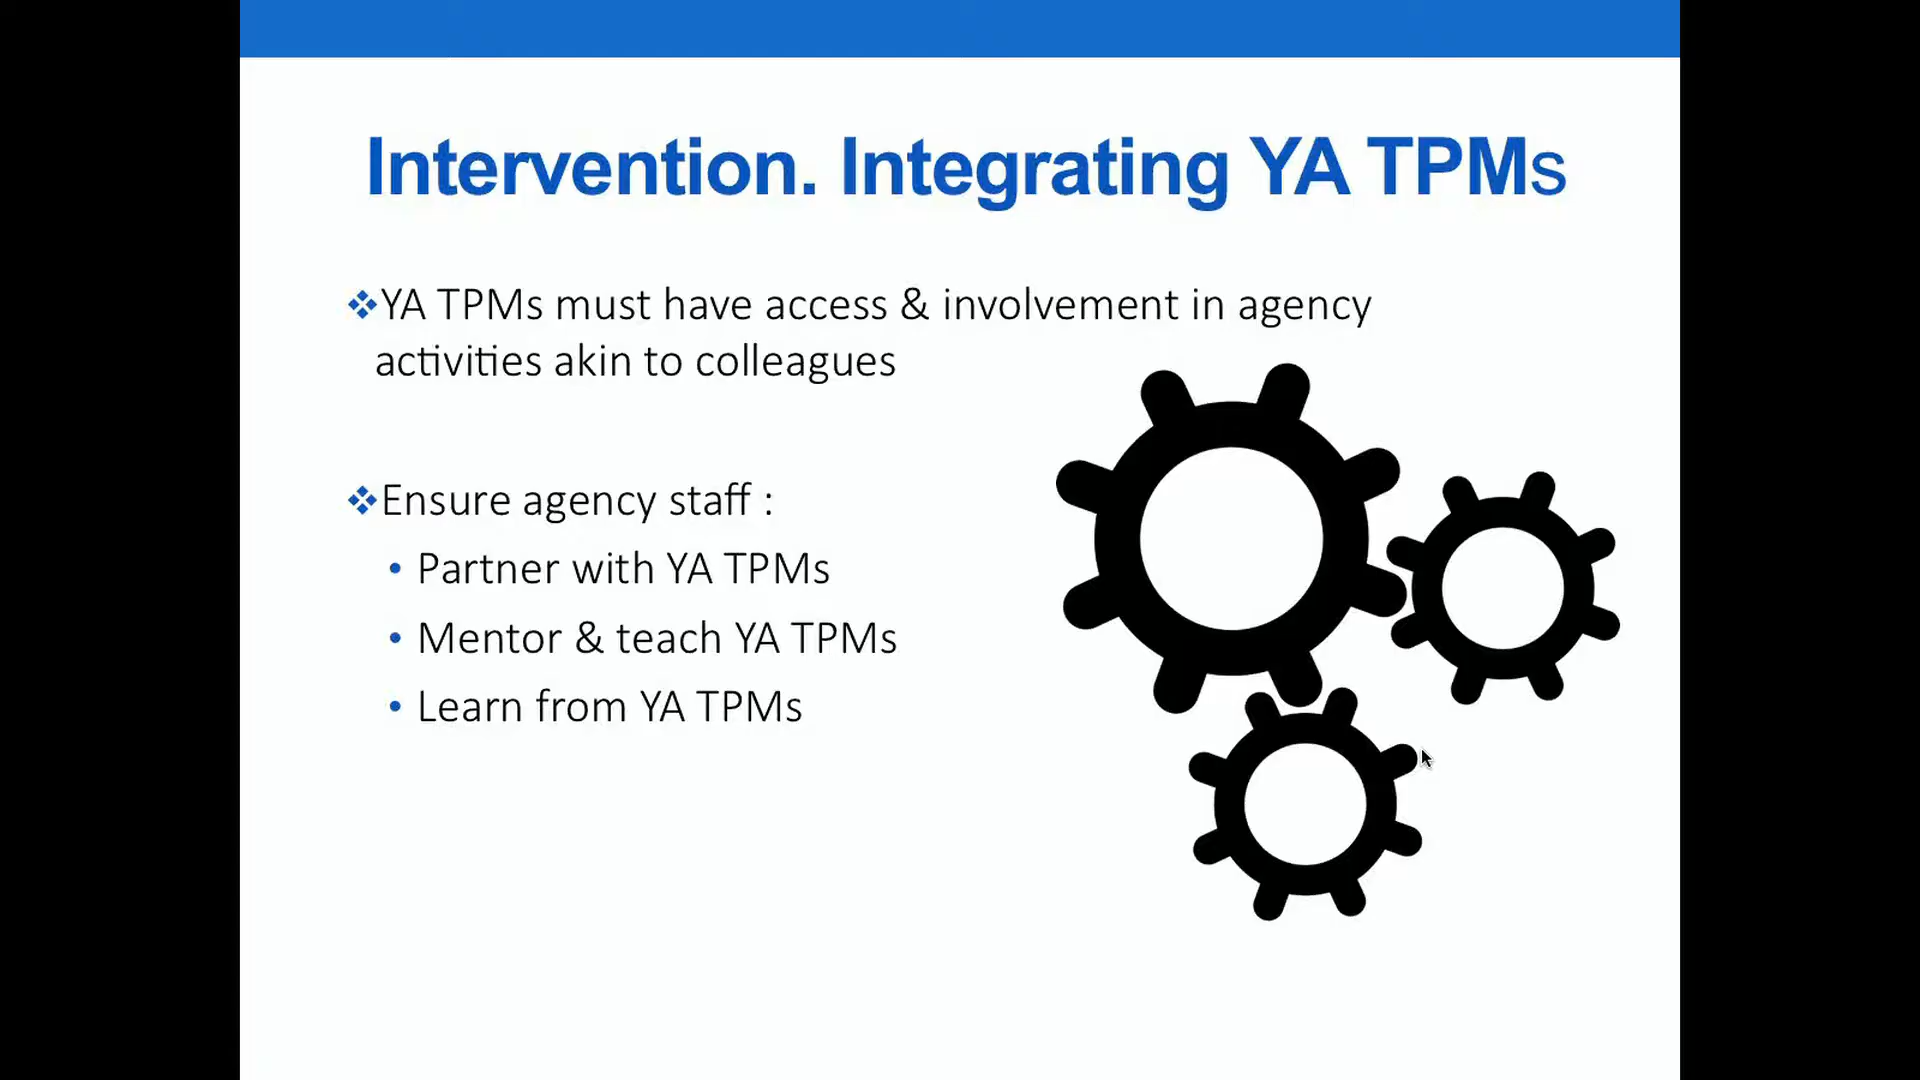 Intervention. Integrating YA TPMs
❖YA TPMs must have access & involvement in agency
activities akin to colleagues
❖Ensure agency staff :
• Partner with YA TPMs
• Mentor & teach YA TPMs
• Learn from YA TPMs